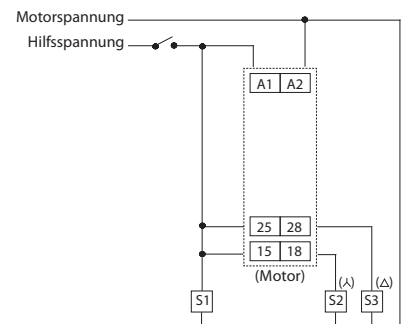 Motorspannung
Hilfsspannung
A1 A2
25 28
15 18
(Motor)
S1 S2 (⅄) S3 (△)